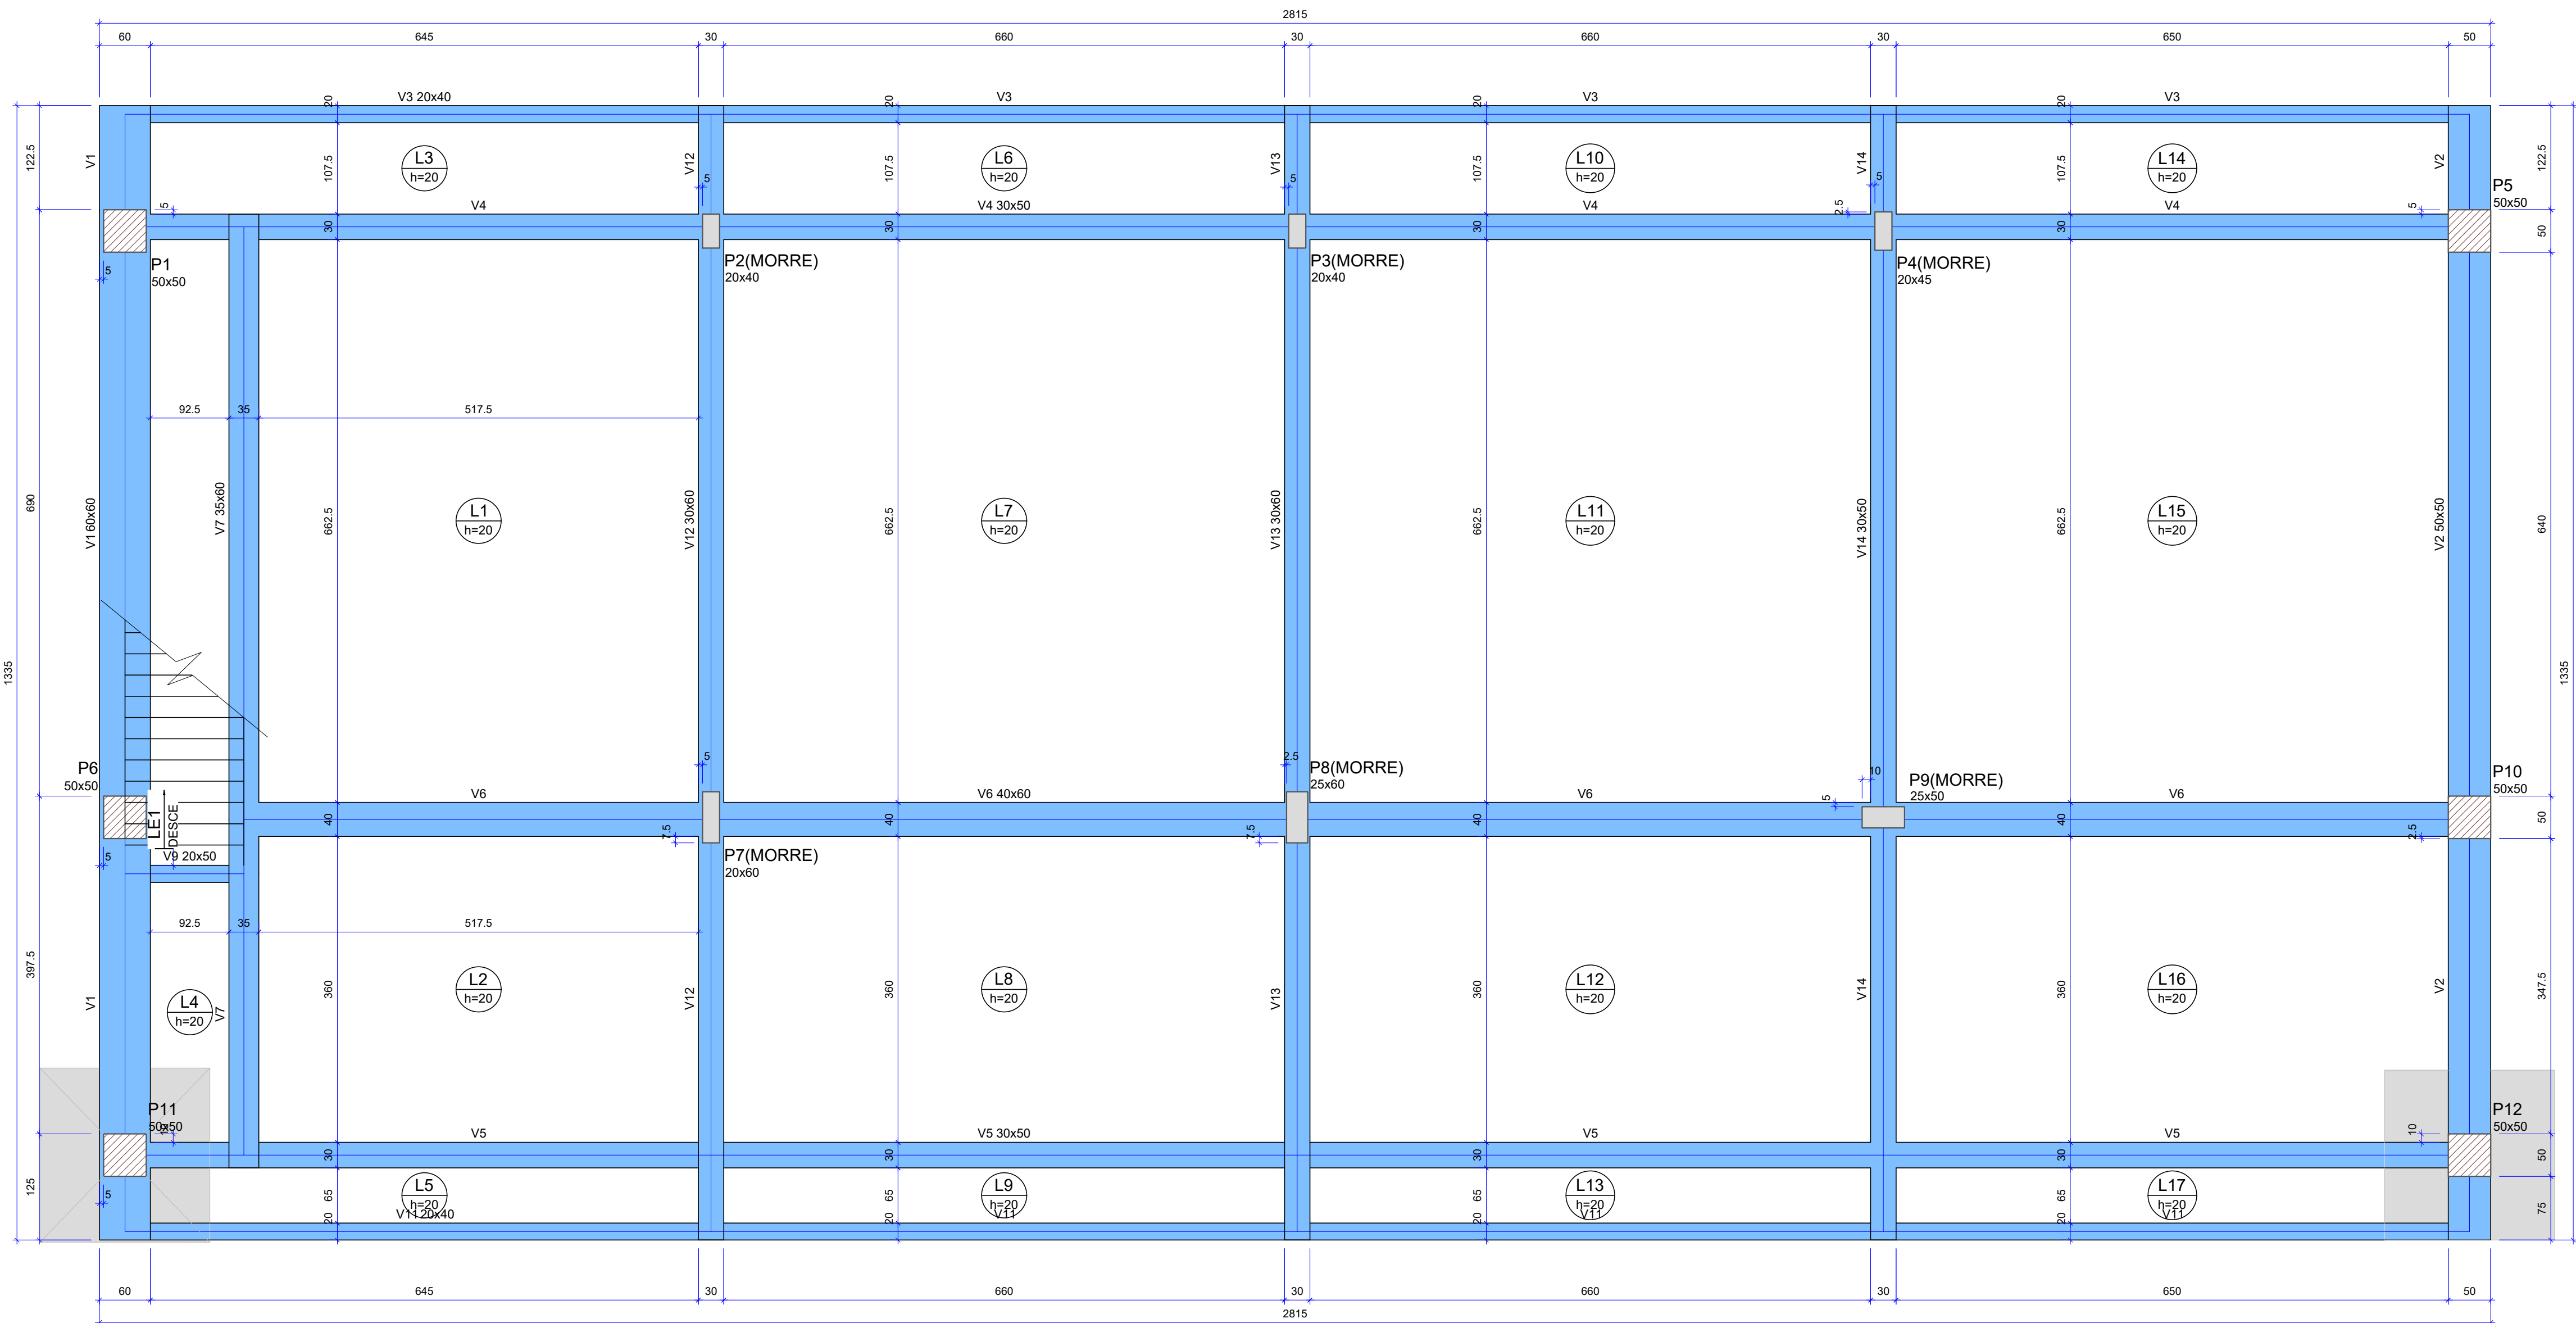 2815
60 645 30 660 30 660 30 650 50
V3 20x40 V3 V3 V3
20 20 20 20
122.5 V1 107.5 L3 V12 107.5 L6 V13 107.5 L10 V14 107.5 L14 V2 122.5
h=20 h=20 h=20 h=20
5 5 5
P5
50x50
5 V4 V4 30x50 2.5 V4 V4 5
30 30 30 30 50
P1
50x50
5
P2(MORRE)
20x40
P3(MORRE)
20x40
P4(MORRE)
20x45
92.5 35 517.5
690 V1 60x60 V7 35x60 662.5 L1 V12 30x60 662.5 L7 V13 30x60 662.5 L11 V14 30x50 662.5 L15 V2 50x50 640
h=20 h=20 h=20 h=20
1335 1335
P6
50x50
5 2.5
P8(MORRE)
25x60
10
P9(MORRE)
25x50
P10
50x50
V6 V6 40x60 V6 5 V6
LE1
DESCE
40 40 40 40 50
7.5 7.5 2.5
5 V9 20x50
P7(MORRE)
20x60
92.5 35 517.5
397.5 V1 L4 V7 360 L2 V12 360 L8 V13 360 L12 V14 360 L16 V2 347.5
h=20 h=20 h=20 h=20 h=20
P11
50x50
P12
50x50
V5 V5 30x50 V5 V5 10
30 30 30 30 50
125 5 65 L5 65 L9 65 L13 65 L17 75
h=20 h=20 h=20 h=20
20 V11 20x40 20 V11 20 V11 20 V11
60 645 30 660 30 660 30 650 50
2815